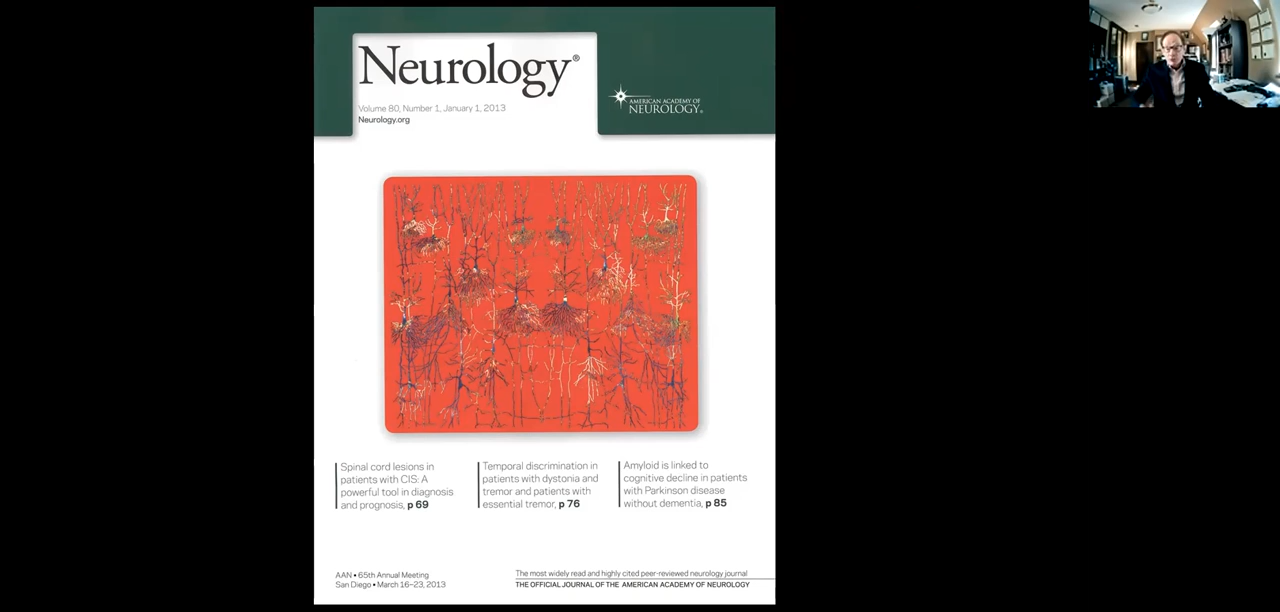 Neurology®
Volume 80, Number 1, January 1, 2013
Neurology.org
AMERICAN ACADEMY OF
NEUROLOGY®
Spinal cord lesions in
patients with CIS: A
powerful tool in diagnosis
and prognosis, p 69
Temporal discrimination in
patients with dystonia and
tremor and patients with
essential tremor, p 76
Amyloid is linked to
cognitive decline in patients
with Parkinson disease
without dementia, p 85
AAN • 65th Annual Meeting
San Diego • March 16–23, 2013
The most widely read and highly cited peer-reviewed neurology journal
THE OFFICIAL JOURNAL OF THE AMERICAN ACADEMY OF NEUROLOGY